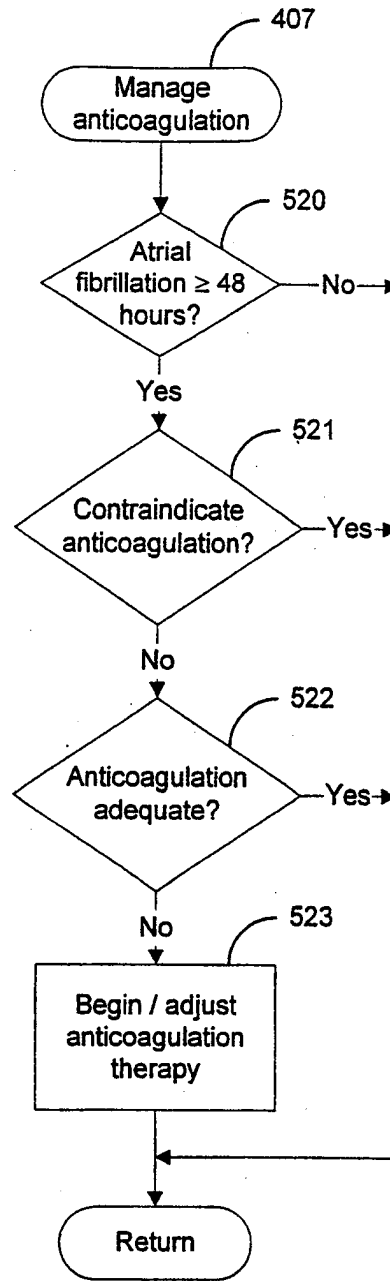 407
Manage
anticoagulation
520
Atrial
fibrillation ≥ 48
hours?
No
Yes
521
Contraindicate
anticoagulation?
Yes
No
522
Anticoagulation
adequate?
Yes
No
523
Begin / adjust
anticoagulation
therapy
Return